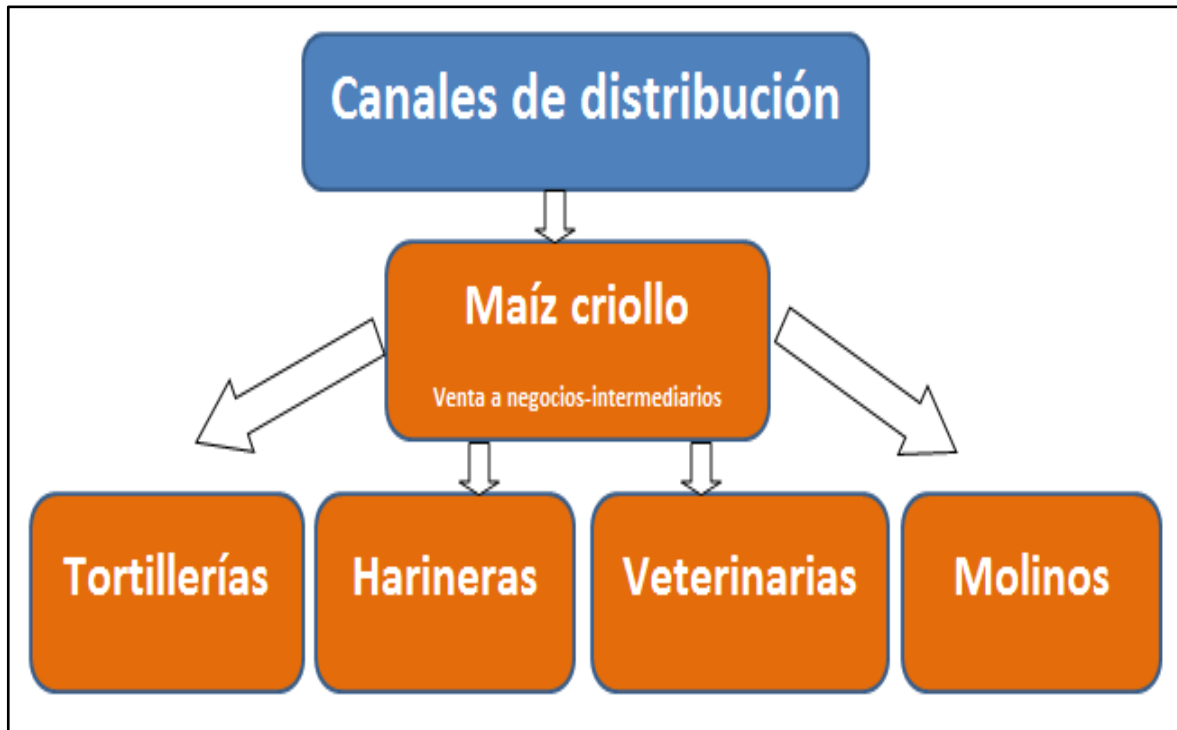 Canales de distribución
Maíz criollo
Venta a negocios-intermediarios
Tortillerías
Harineras
Veterinarias
Molinos